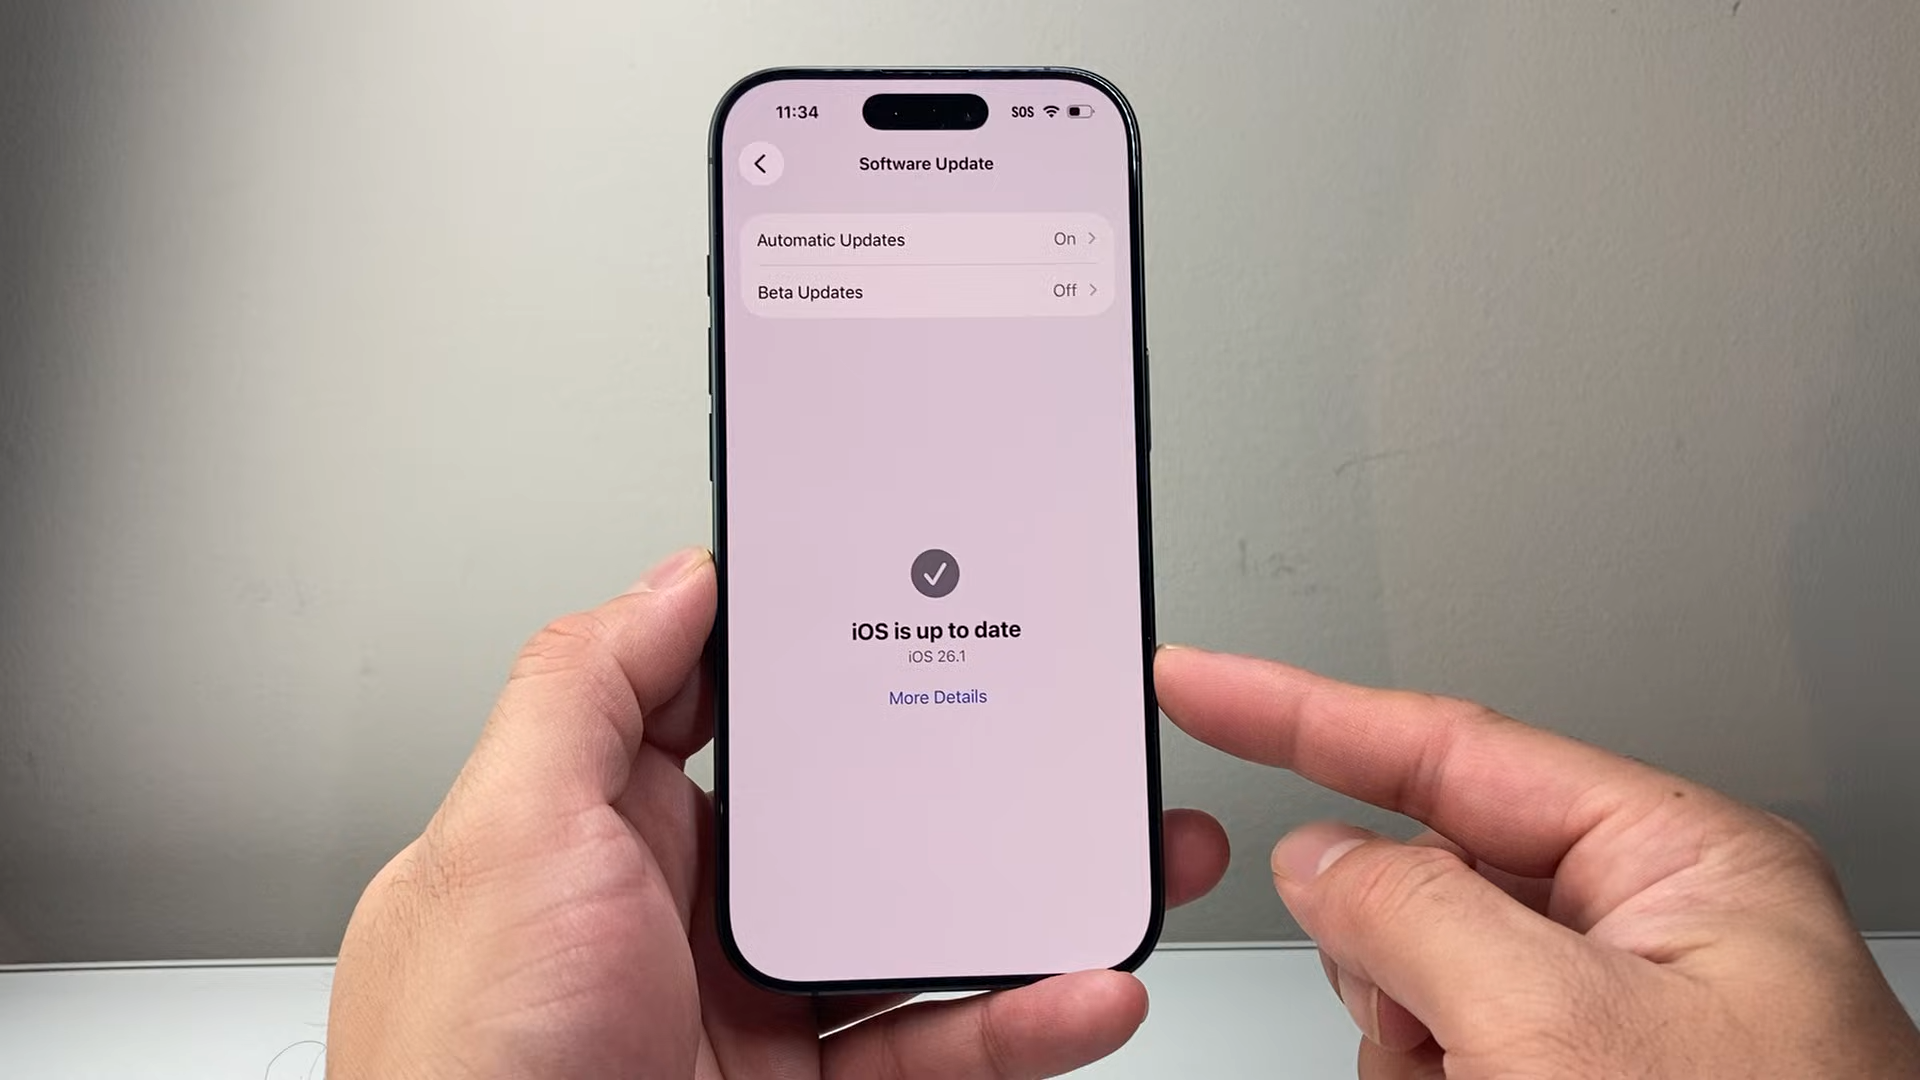 11:34 SOS
Software Update
Automatic Updates On
Beta Updates Off
iOS is up to date
iOS 26.1
More Details